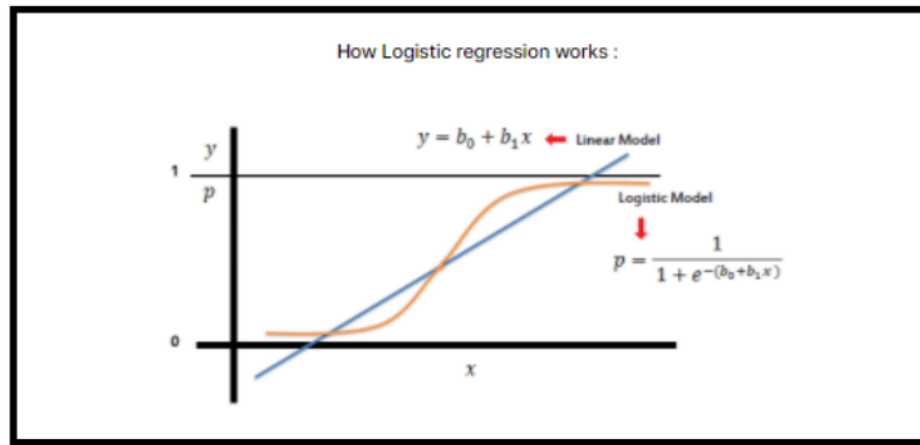 How Logistic regression works :
y = b₀ + b₁x
Linear Model
y
1
p
Logistic Model
p = 1 / (1 + e^−(b₀+b₁x))
0
x